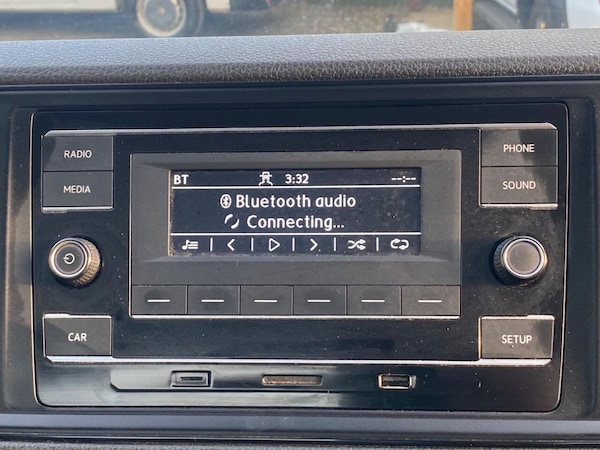 RADIO
MEDIA
PHONE
SOUND
BT 3:32 --:--
Bluetooth audio
Connecting...
CAR
SETUP